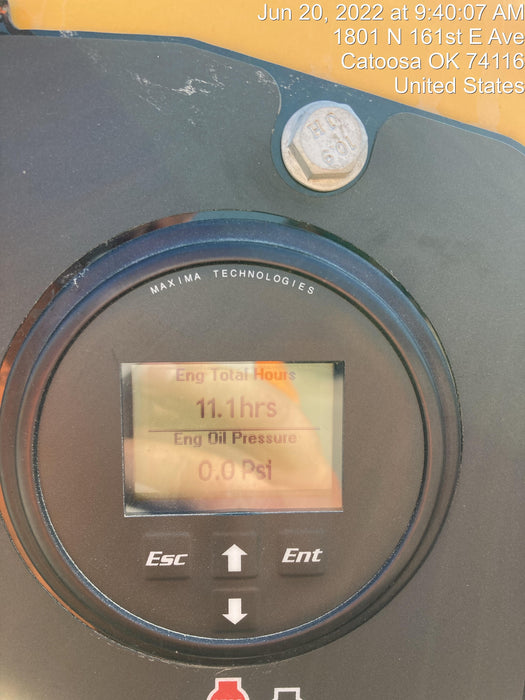 Jun 20, 2022 at 9:40:07 AM
1801 N 161st E Ave
Catoosa OK 74116
United States
MAXIMA TECHNOLOGIES
Eng Total Hours
11.1hrs
Eng Oil Pressure
0.0 Psi
Esc
Ent